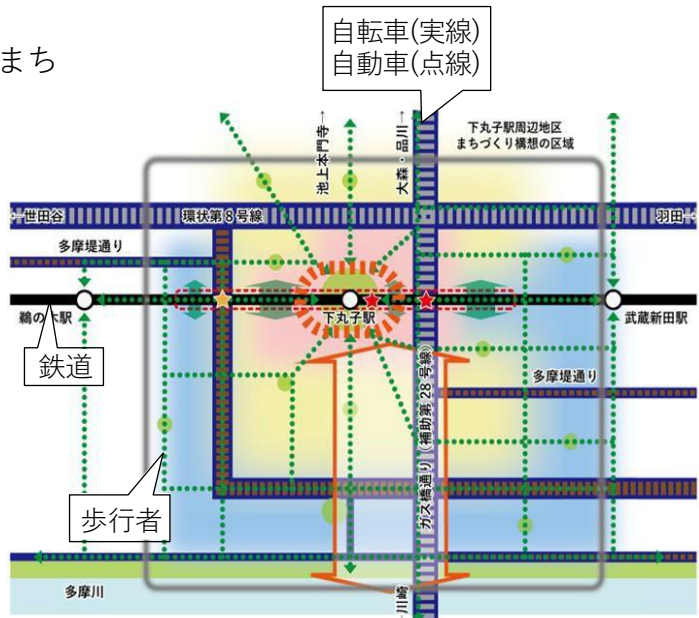 まち
自転車(実線)
自動車(点線)
池上本門寺→
大森・品川→
下丸子駅周辺地区
まちづくり構想の区域
←世田谷
環状第8号線
羽田→
多摩堤通り
鵜の木駅
下丸子駅
武蔵新田駅
鉄道
多摩堤通り
ガス橋通り(補助第28号線)
歩行者
多摩川
←川崎